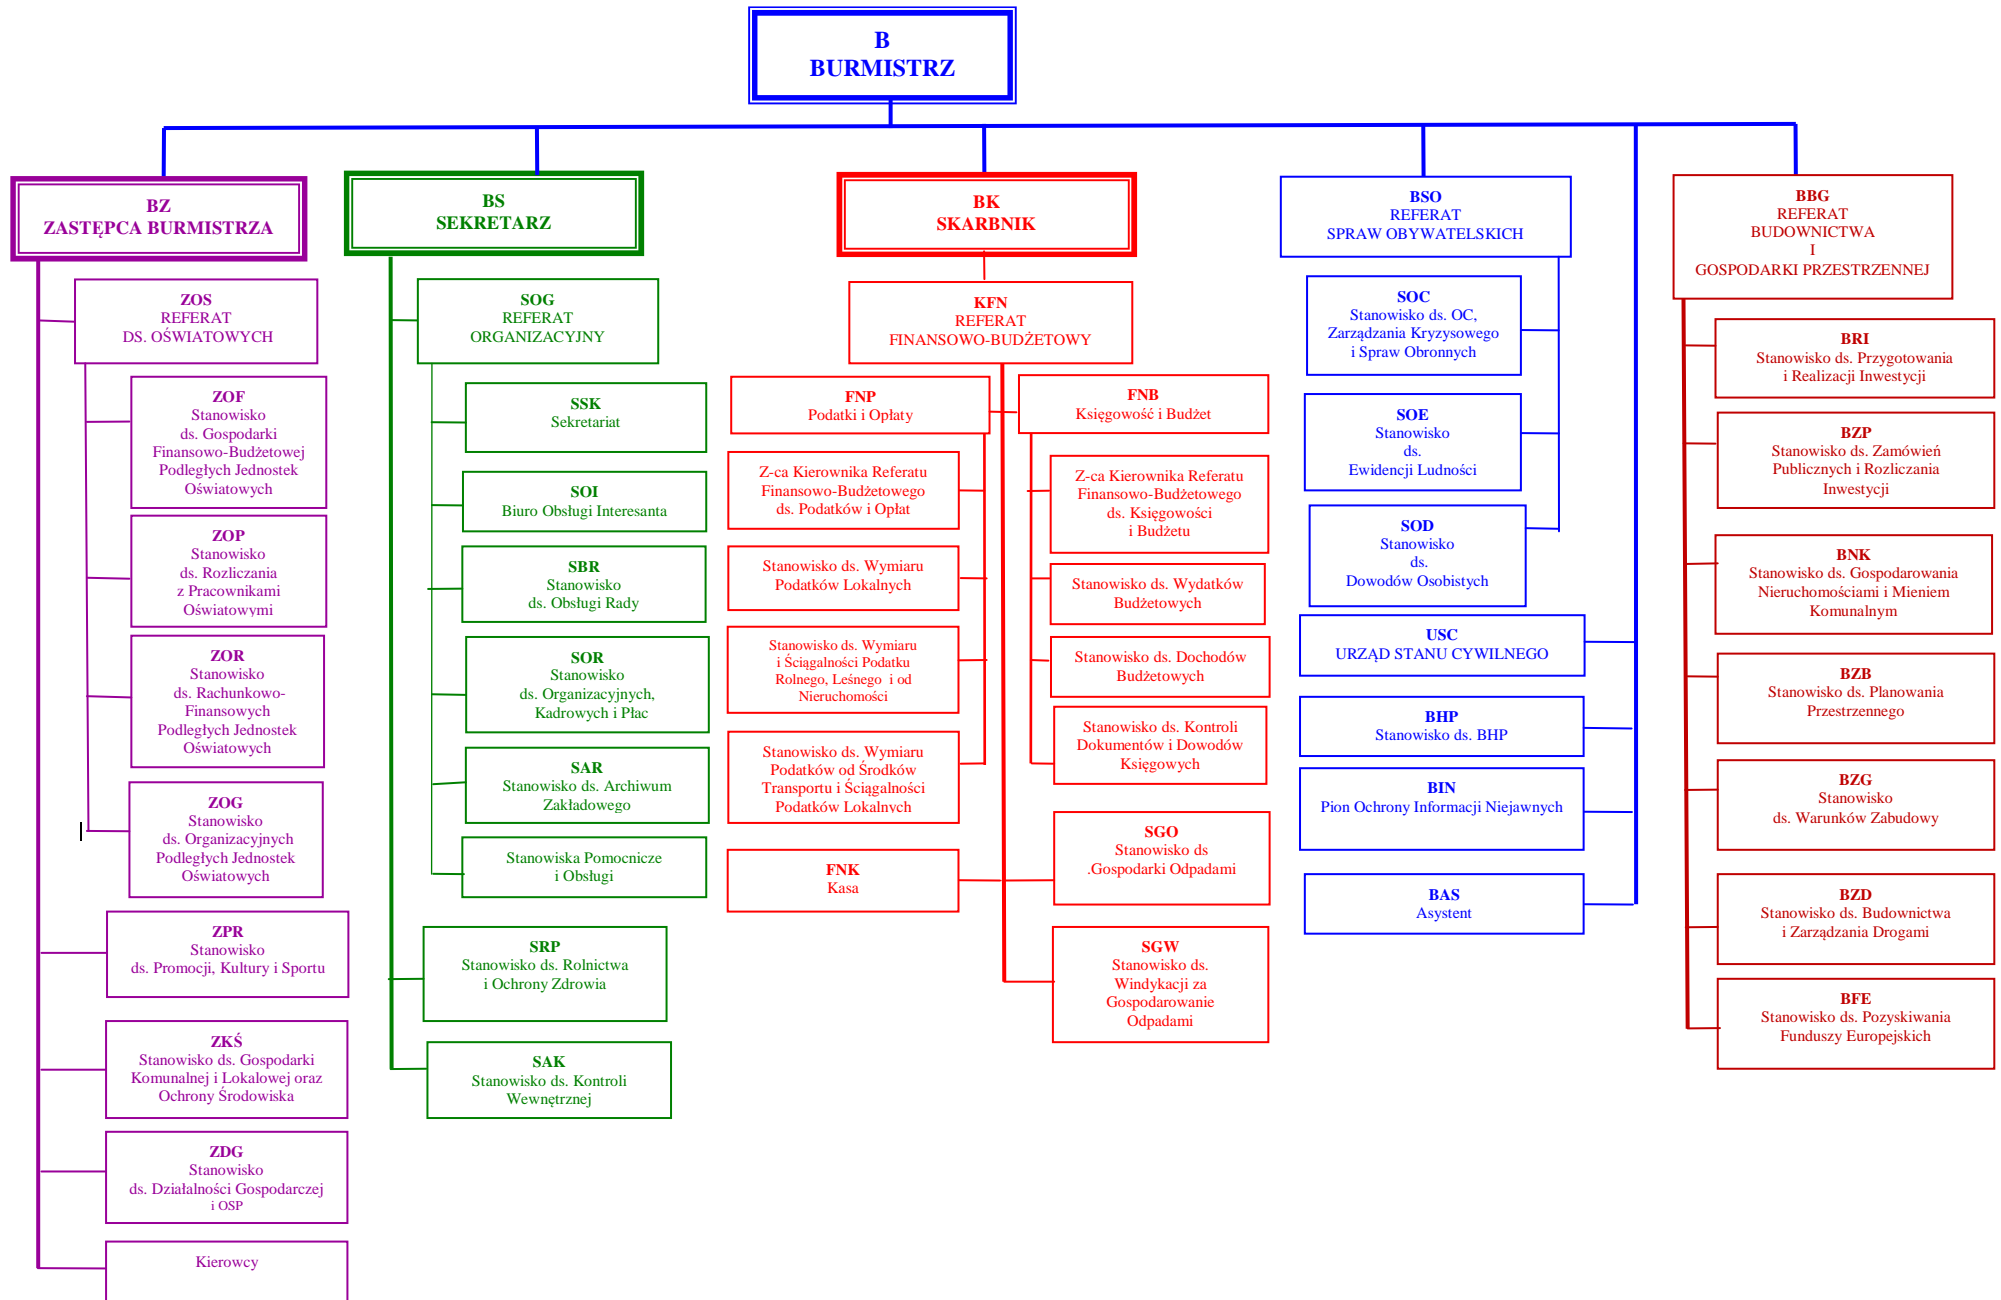 B
BURMISTRZ
BZ
ZASTĘPCA BURMISTRZA
ZOS
REFERAT
DS. OŚWIATOWYCH
ZOF
Stanowisko
ds. Gospodarki
Finansowo-Budżetowej
Podległych Jednostek
Oświatowych
ZOP
Stanowisko
ds. Rozliczania
z Pracownikami
Oświatowymi
ZOR
Stanowisko
ds. Rachunkowo-
Finansowych
Podległych Jednostek
Oświatowych
ZOG
Stanowisko
ds. Organizacyjnych
Podległych Jednostek
Oświatowych
ZPR
Stanowisko
ds. Promocji, Kultury i Sportu
ZKŚ
Stanowisko ds. Gospodarki
Komunalnej i Lokalowej oraz
Ochrony Środowiska
ZDG
Stanowisko
ds. Działalności Gospodarczej
i OSP
Kierowcy
BS
SEKRETARZ
SOG
REFERAT
ORGANIZACYJNY
SSK
Sekretariat
SOI
Biuro Obsługi Interesanta
SBR
Stanowisko
ds. Obsługi Rady
SOR
Stanowisko
ds. Organizacyjnych,
Kadrowych i Płac
SAR
Stanowisko ds. Archiwum
Zakładowego
Stanowiska Pomocnicze
i Obsługi
SRP
Stanowisko ds. Rolnictwa
i Ochrony Zdrowia
SAK
Stanowisko ds. Kontroli
Wewnętrznej
BK
SKARBNIK
KFN
REFERAT
FINANSOWO-BUDŻETOWY
FNP
Podatki i Opłaty
Z-ca Kierownika Referatu
Finansowo-Budżetowego
ds. Podatków i Opłat
Stanowisko ds. Wymiaru
Podatków Lokalnych
Stanowisko ds. Wymiaru
i Ściągalności Podatku
Rolnego, Leśnego i od
Nieruchomości
Stanowisko ds. Wymiaru
Podatków od Środków
Transportu i Ściągalności
Podatków Lokalnych
FNK
Kasa
FNB
Księgowość i Budżet
Z-ca Kierownika Referatu
Finansowo-Budżetowego
ds. Księgowości
i Budżetu
Stanowisko ds. Wydatków
Budżetowych
Stanowisko ds. Dochodów
Budżetowych
Stanowisko ds. Kontroli
Dokumentów i Dowodów
Księgowych
SGO
Stanowisko ds
.Gospodarki Odpadami
SGW
Stanowisko ds.
Windykacji za
Gospodarowanie
Odpadami
BSO
REFERAT
SPRAW OBYWATELSKICH
SOC
Stanowisko ds. OC,
Zarządzania Kryzysowego
i Spraw Obronnych
SOE
Stanowisko
ds.
Ewidencji Ludności
SOD
Stanowisko
ds.
Dowodów Osobistych
USC
URZĄD STANU CYWILNEGO
BHP
Stanowisko ds. BHP
BIN
Pion Ochrony Informacji Niejawnych
BAS
Asystent
BBG
REFERAT
BUDOWNICTWA
I
GOSPODARKI PRZESTRZENNEJ
BRI
Stanowisko ds. Przygotowania
i Realizacji Inwestycji
BZP
Stanowisko ds. Zamówień
Publicznych i Rozliczania
Inwestycji
BNK
Stanowisko ds. Gospodarowania
Nieruchomościami i Mieniem
Komunalnym
BZB
Stanowisko ds. Planowania
Przestrzennego
BZG
Stanowisko
ds. Warunków Zabudowy
BZD
Stanowisko ds. Budownictwa
i Zarządzania Drogami
BFE
Stanowisko ds. Pozyskiwania
Funduszy Europejskich